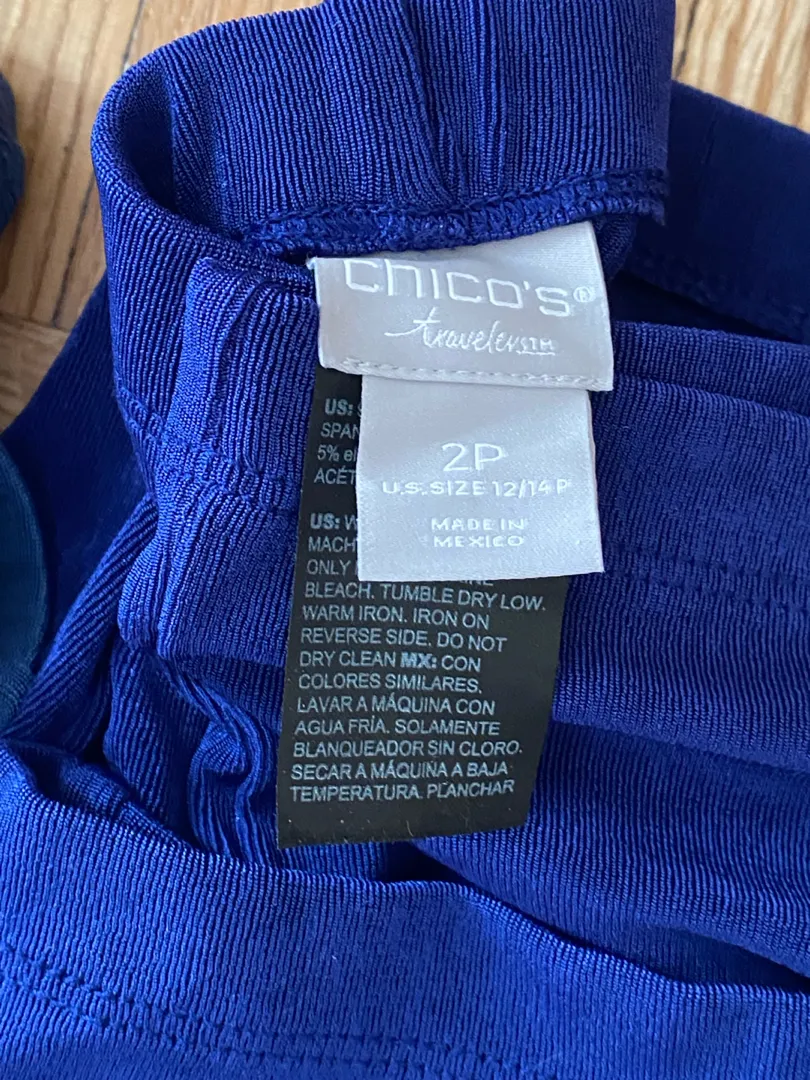 chico's®
travelers™
2P
U.S. SIZE 12/14 P
MADE IN
MEXICO
US:
SPAN
5% el
ACÉT
US: W
MACH
ONLY
BLEACH. TUMBLE DRY LOW.
WARM IRON. IRON ON
REVERSE SIDE. DO NOT
DRY CLEAN MX: CON
COLORES SIMILARES.
LAVAR A MÁQUINA CON
AGUA FRÍA. SOLAMENTE
BLANQUEADOR SIN CLORO.
SECAR A MÁQUINA A BAJA
TEMPERATURA. PLANCHAR